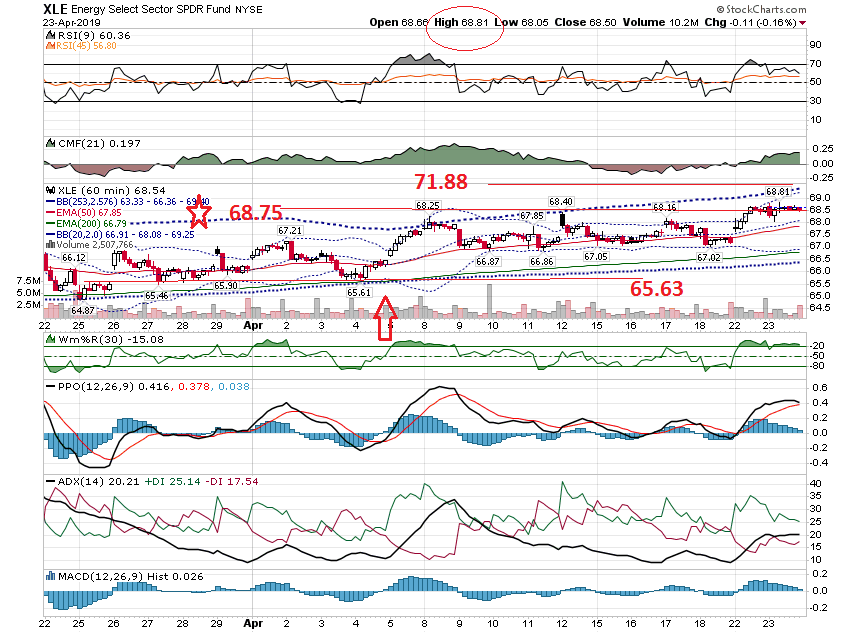 XLE Energy Select Sector SPDR Fund NYSE © StockCharts.com
23-Apr-2019 Open 68.66 High 68.81 Low 68.05 Close 68.50 Volume 10.2M Chg -0.11 (-0.16%)
RSI(9) 60.36
RSI(45) 56.80
90
70
50
30
10
CMF(21) 0.197
0.25
0.00
-0.25
71.88
XLE (60 min) 68.54
BB(253,2.576) 63.33 - 66.36 - 69.40
EMA(50) 67.85
EMA(200) 66.79
BB(20,2.0) 66.91 - 68.08 - 69.25
Volume 2,507,766
68.75
65.63
66.12
64.87
65.46
65.90
67.21
65.61
68.25
66.87
67.85
66.86
68.40
67.05
68.16
67.02
68.81
69.0
68.5
68.0
67.5
67.0
66.5
66.0
65.5
65.0
64.5
7.5M
5.0M
2.5M
22 25 26 27 28 29 Apr 2 3 4 5 8 9 10 11 12 15 16 17 18 22 23
Wm%R(30) -15.08
-20
-50
-80
PPO(12,26,9) 0.416, 0.378, 0.038
0.6
0.4
0.2
0.0
-0.2
-0.4
ADX(14) 20.21 +DI 25.14 -DI 17.54
40
35
30
25
20
15
10
MACD(12,26,9) Hist 0.026
0.2
0.0
-0.2
22 25 26 27 28 29 Apr 2 3 4 5 8 9 10 11 12 15 16 17 18 22 23